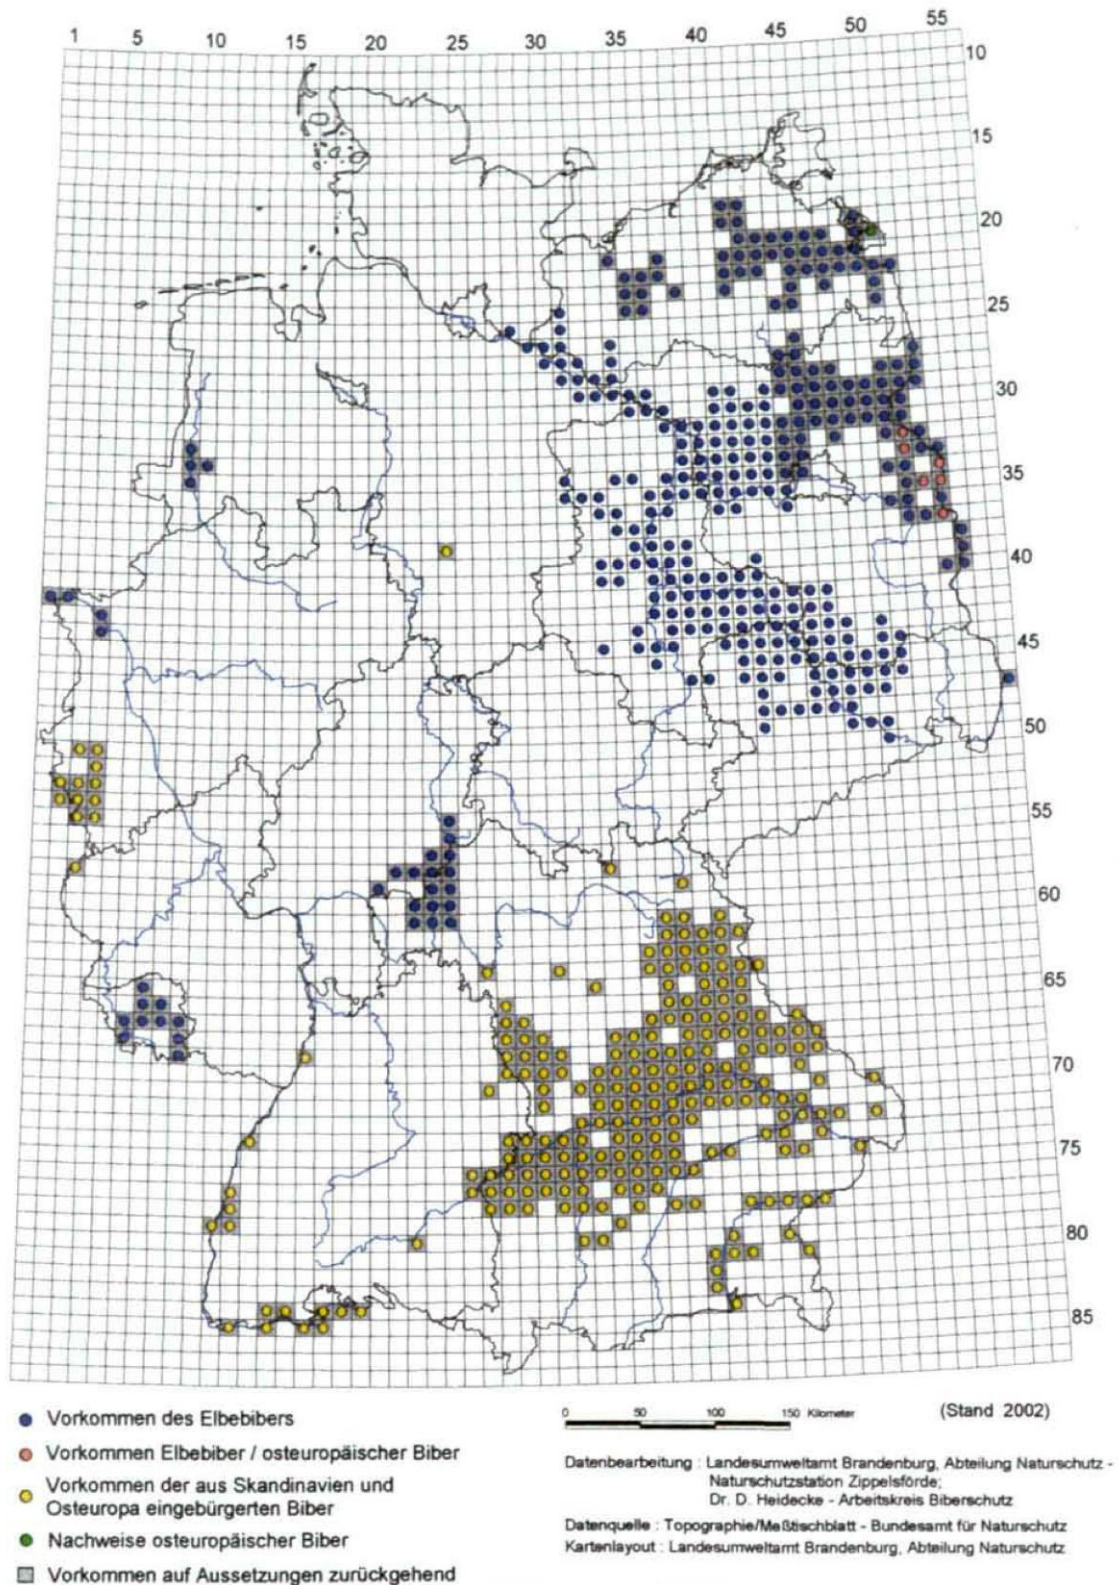 1 5 10 15 20 25 30 35 40 45 50 55
10
15
20
25
30
35
40
45
50
55
60
65
70
75
80
85
Vorkommen des Elbebibers
Vorkommen Elbebiber / osteuropäischer Biber
Vorkommen der aus Skandinavien und
Osteuropa eingebürgerten Biber
Nachweise osteuropäischer Biber
Vorkommen auf Aussetzungen zurückgehend
0 50 100 150 Kilometer
(Stand 2002)
Datenbearbeitung : Landesumweltamt Brandenburg, Abteilung Naturschutz -
Naturschutzstation Zippelsförde;
Dr. D. Heidecke - Arbeitskreis Biberschutz
Datenquelle : Topographie/Meßtischblatt - Bundesamt für Naturschutz
Kartenlayout : Landesumweltamt Brandenburg, Abteilung Naturschutz